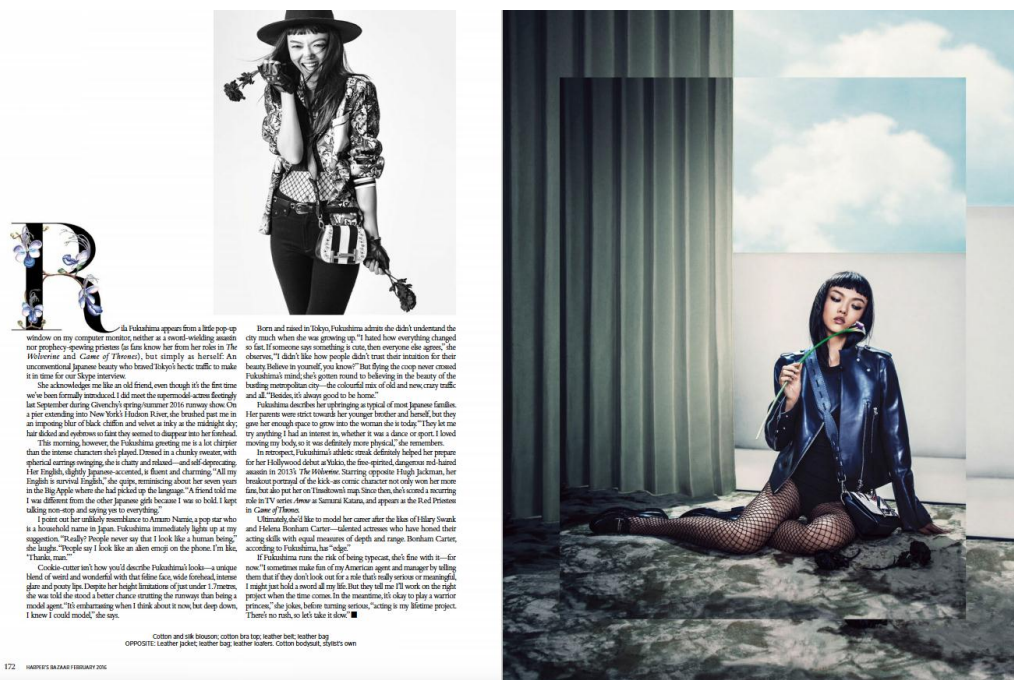 R
ila Fukushima appears from a little pop-up
window on my computer monitor, neither as a sword-wielding assasin
nor prophecy-spewing priestess (as fans know her from her roles in The
Wolverine and Game of Thrones), but simply as herself: An
unconventional Japanese beauty who braved Tokyo's hectic traffic to make
it in time for our Skype interview.
She acknowledges me like an old friend, even though it's the first time
we've been formally introduced. I did meet the supermodel-actress fleetingly
last September during Givenchy's spring/summer 2016 runway show. On
a pier extending into New York's Hudson River, she brushed past me in
an imposing blur of black chiffon and velvet as inky as the midnight sky;
hair slicked and eyebrows so faint they seemed to disappear into her forehead.
This morning, however, the Fukushima greeting me is a lot chirpier
than the intense characters she's played. Dressed in a chunky sweater, with
spherical earrings swinging, she is chatty and relaxed—and self-deprecating.
Her English, slightly Japanese-accented, is fluent and charming. "All my
English is survival English," she quips, reminiscing about her seven years
in the Big Apple where she had picked up the language. "A friend told me
I was different from the other Japanese girls because I was so bold. I kept
talking non-stop and saying yes to everything."
I point out her unlikely resemblance to Amuro Namie, a pop star who
is a household name in Japan. Fukushima immediately lights up at my
suggestion. "Really? People never say that I look like a human being,"
she laughs. "People say I look like an alien emoji on the phone. I'm like,
'Thanks, man.'"
Cookie-cutter isn't how you'd describe Fukushima's looks—a unique
blend of weird and wonderful with that feline face, wide forehead, intense
glare and pouty lips. Despite her height limitations of just under 1.7metres,
she was told she stood a better chance strutting the runways than being a
model agent. "It's embarrassing when I think about it now, but deep down,
I knew I could model," she says.
Born and raised in Tokyo, Fukushima admits she didn't understand the
city much when she was growing up. "I hated how everything changed
so fast. If someone says something is cute, then everyone else agrees," she
observes, "I didn't like how people didn't trust their intuition for their
beauty. Believe in yourself, you know?" But flying the coop never crossed
Fukushima's mind; she's gotten round to believing in the beauty of the
bustling metropolitan city—the colourful mix of old and new, crazy traffic
and all. "Besides, it's always good to be home."
Fukushima describes her upbringing as typical of most Japanese families.
Her parents were strict towards her younger brother and herself, but they
gave her enough space to grow into the woman she is today. "They let me
try anything I had an interest in, whether it was a dance or sport. I loved
moving my body, so it was definitely more physical," she remembers.
In retrospect, Fukushima's athletic streak definitely helped her prepare
for her Hollywood debut as Yukio, the free-spirited, dangerous red-haired
assassin in 2013's The Wolverine. Starring opposite Hugh Jackman, her
breakout portrayal of the kick-ass comic character not only won her more
fans, but also put her on Tinseltown's map. Since then, she's scored a recurring
role in TV series Arrow as Samurai Katana, and appears as the Red Priestess
in Game of Thrones.
Ultimately, she'd like to model her career after the likes of Hilary Swank
and Helena Bonham Carter—talented actresses who have honed their
acting skills with equal measures of depth and range. Bonham Carter,
according to Fukushima, has "edge."
If Fukushima runs the risk of being typecast, she's fine with it—for
now. "I sometimes make fun of my American agent and manager by telling
them that if they don't look out for a role that's really serious or meaningful,
I might just hold a sword all my life. But they tell me I'll work on the right
project when the time comes. In the meantime, it's okay to play a warrior
princess," she jokes, before turning serious, "acting is my lifetime project.
There's no rush, so let's take it slow."
Cotton and silk blouson; cotton bra top; leather belt; leather bag
OPPOSITE: Leather jacket; leather bag; leather loafers. Cotton bodysuit, stylist's own
172 HARPER'S BAZAAR FEBRUARY 2016